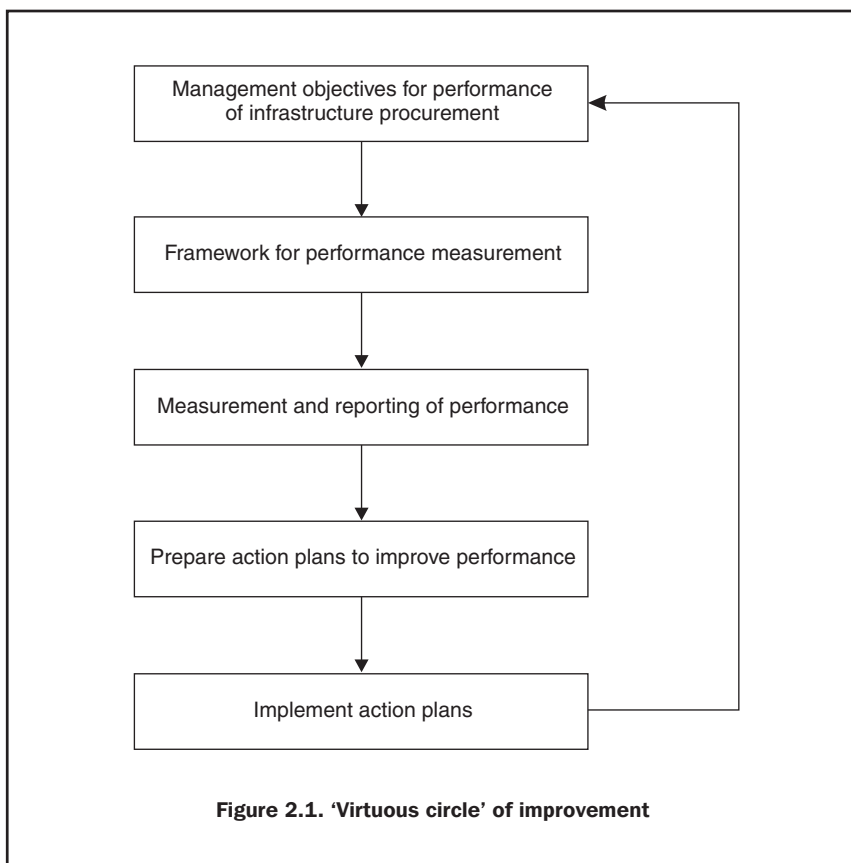 Management objectives for performance
of infrastructure procurement
Framework for performance measurement
Measurement and reporting of performance
Prepare action plans to improve performance
Implement action plans
Figure 2.1. ‘Virtuous circle’ of improvement